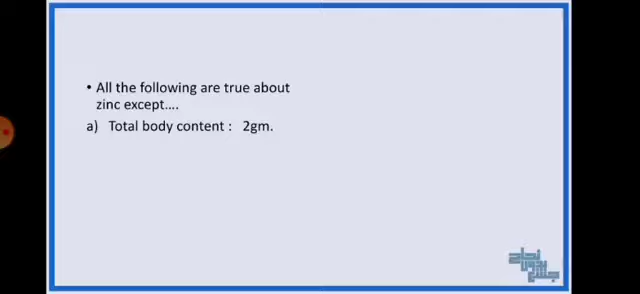 • All the following are true about
zinc except....
a) Total body content : 2gm.